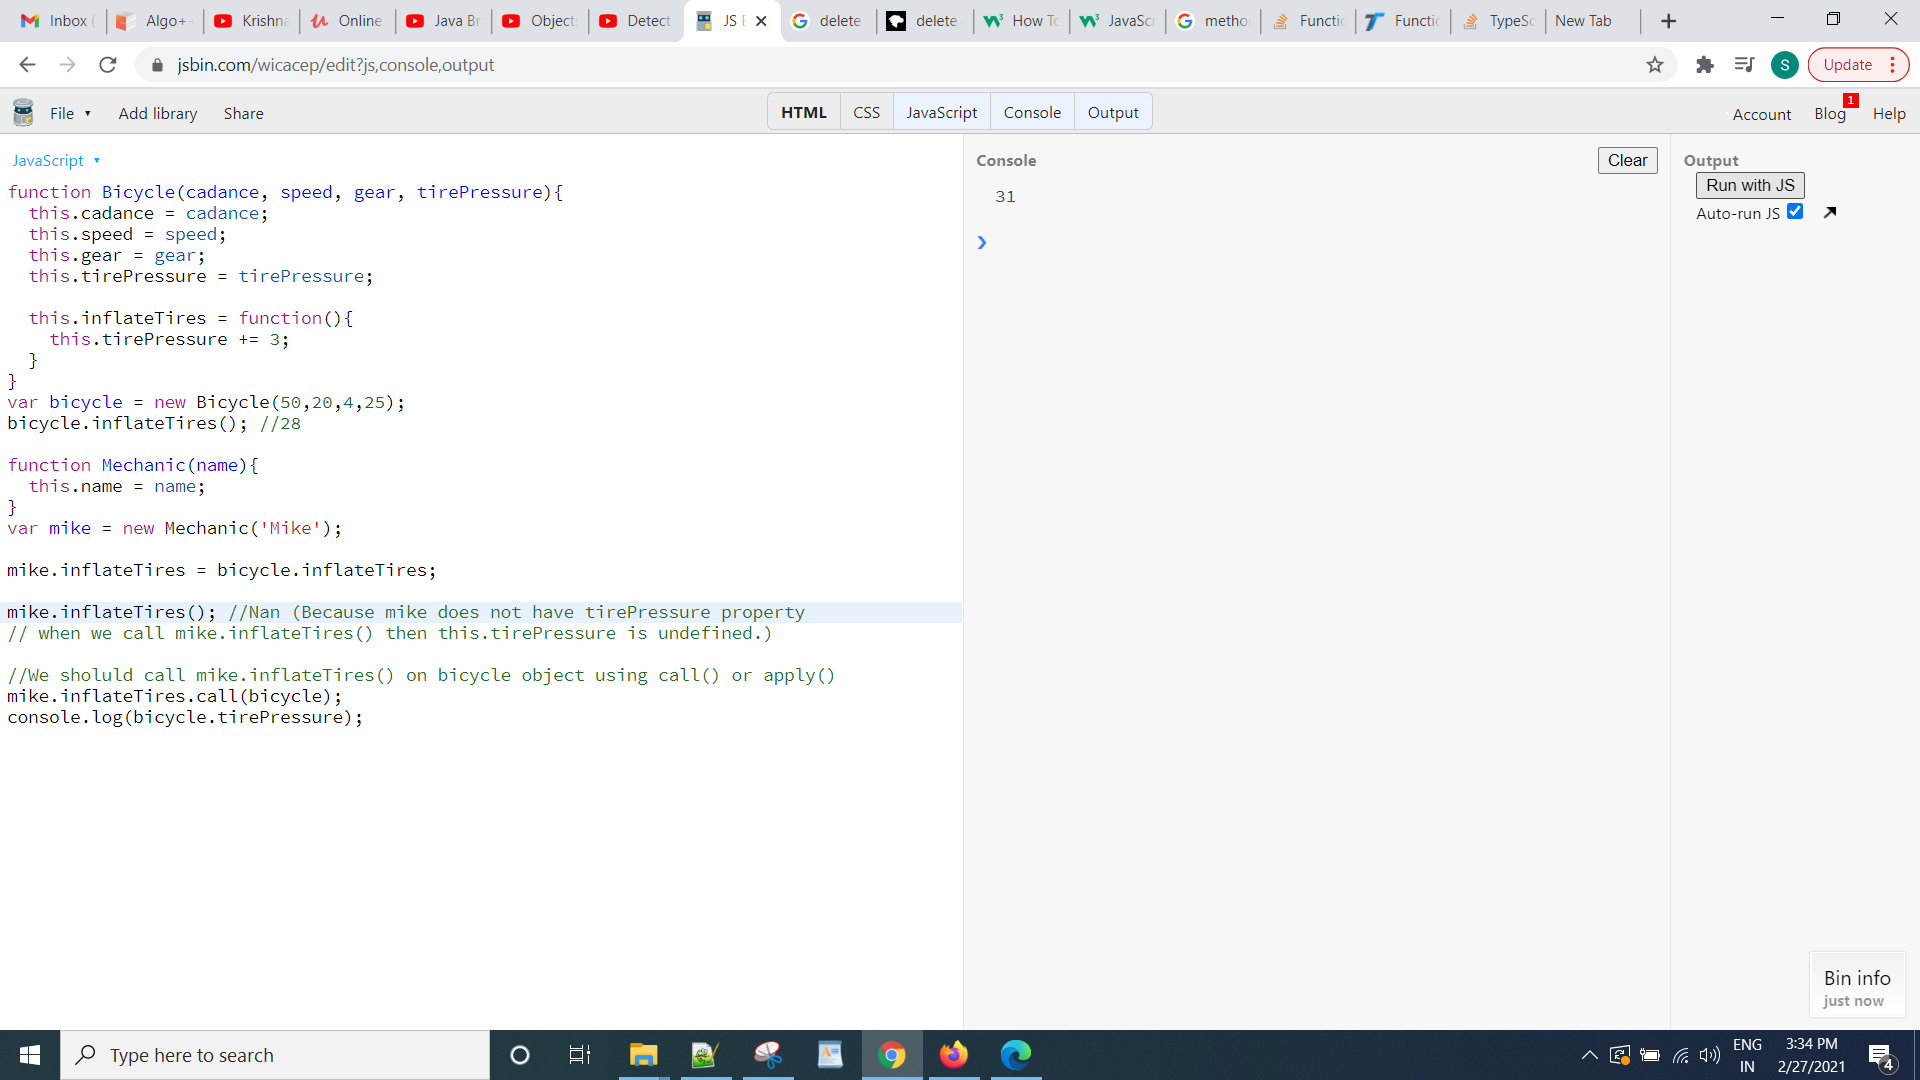 Inbox (
Algo+
Krishna
Online
Java Br
Object
Detect
JS B
delete
delete
How To
JavaScr
metho
Functio
Functio
TypeSc
New Tab
jsbin.com/wicacep/edit?js,console,output
S
Update
File
Add library
Share
HTML
CSS
JavaScript
Console
Output
Account
Blog
1
Help
JavaScript
function Bicycle(cadance, speed, gear, tirePressure){
this.cadance = cadance;
this.speed = speed;
this.gear = gear;
this.tirePressure = tirePressure;
this.inflateTires = function(){
this.tirePressure += 3;
}
}
var bicycle = new Bicycle(50,20,4,25);
bicycle.inflateTires(); //28
function Mechanic(name){
this.name = name;
}
var mike = new Mechanic('Mike');
mike.inflateTires = bicycle.inflateTires;
mike.inflateTires(); //Nan (Because mike does not have tirePressure property
// when we call mike.inflateTires() then this.tirePressure is undefined.)
//We sholuld call mike.inflateTires() on bicycle object using call() or apply()
mike.inflateTires.call(bicycle);
console.log(bicycle.tirePressure);
Console
Clear
31
Output
Run with JS
Auto-run JS
Bin info
just now
Type here to search
ENG
IN
3:34 PM
2/27/2021
4